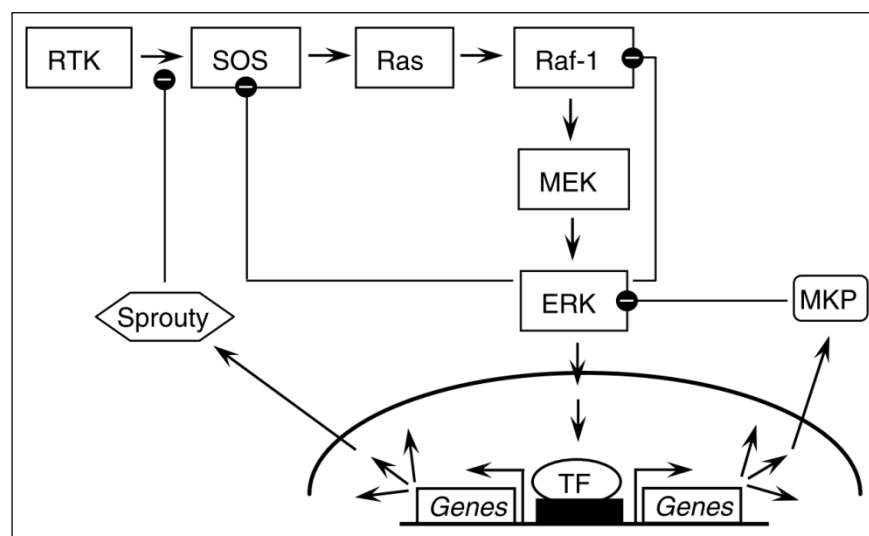 RTK
SOS
Ras
Raf-1
MEK
ERK
MKP
Sprouty
TF
Genes
Genes